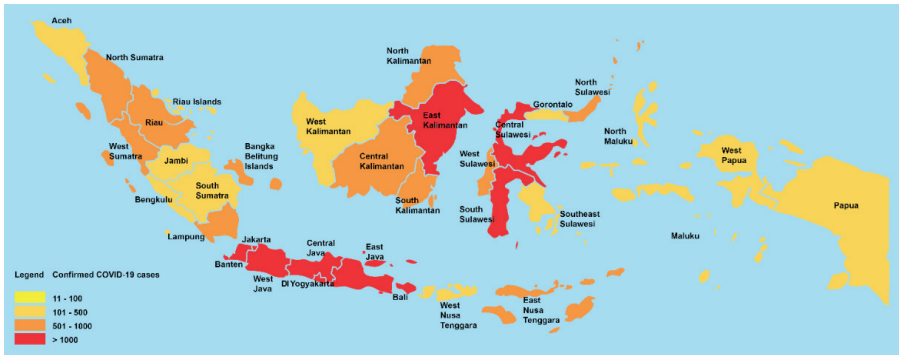 Aceh
North Sumatra
Riau Islands
Riau
West
Sumatra
Jambi
Bangka
Belitung
Islands
South
Sumatra
Bengkulu
Lampung
North
Kalimantan
West
Kalimantan
East
Kalimantan
Central
Kalimantan
South
Kalimantan
North
Sulawesi
Gorontalo
Central
Sulawesi
West
Sulawesi
South
Sulawesi
Southeast
Sulawesi
North
Maluku
West
Papua
Papua
Maluku
Jakarta
Banten
West
Java
Central
Java
DI Yogyakarta
East
Java
Bali
West
Nusa
Tenggara
East
Nusa
Tenggara
Legend Confirmed COVID-19 cases
11 - 100
101 - 500
501 - 1000
> 1000